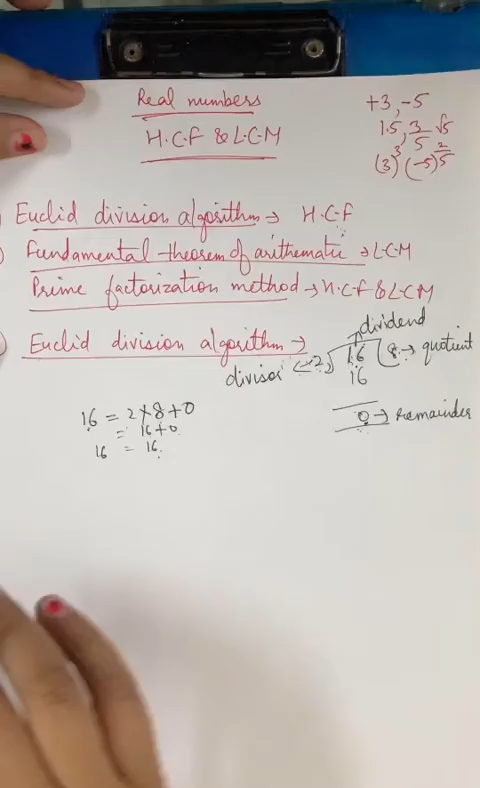 Real numbers
H.C.F & L.C.M
+3, -5
1.5, 3/5 √5
(3)³ (-5)^2/5
Euclid division algorithm → H.C.F
Fundamental theorem of arithematic → L.C.M
Prime factorization method → H.C.F & L.C.M
Euclid division algorithm →
dividend
divisor ← 2) 16 (8 → quotient
16
0 → remainder
16 = 2 × 8 + 0
= 16 + 0
16 = 16